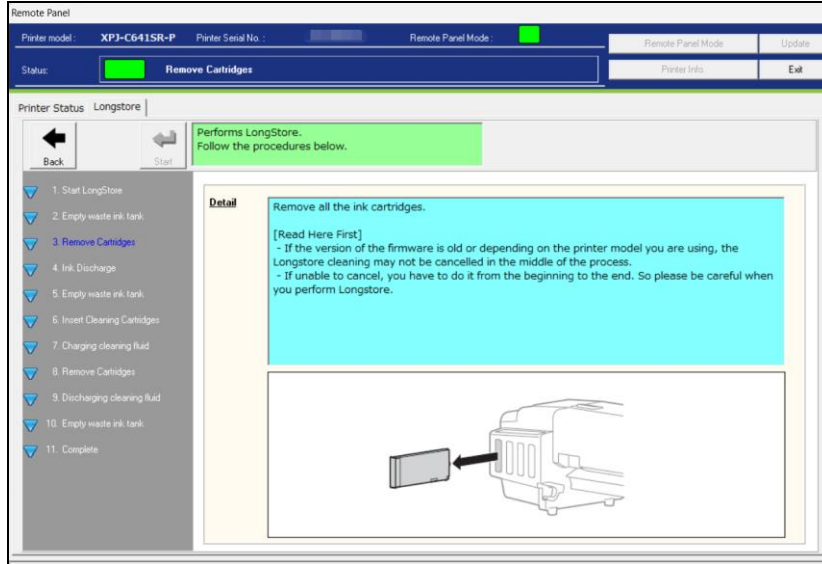 Remote Panel
Printer model : XPJ-C641SR-P Printer Serial No. : Remote Panel Mode :
Remote Panel Mode Update
Status: Remove Cartridges
Printer Info. Exit
Printer Status Longstore
Back Start
Performs LongStore.
Follow the procedures below.
1. Start LongStore
2. Empty waste ink tank
3. Remove Cartridges
4. Ink Discharge
5. Empty waste ink tank
6. Insert Cleaning Cartridges
7. Charging cleaning fluid
8. Remove Cartridges
9. Discharging cleaning fluid
10. Empty waste ink tank
11. Complete
Detail
Remove all the ink cartridges.
[Read Here First]
- If the version of the firmware is old or depending on the printer model you are using, the
Longstore cleaning may not be cancelled in the middle of the process.
- If unable to cancel, you have to do it from the beginning to the end. So please be careful when
you perform Longstore.